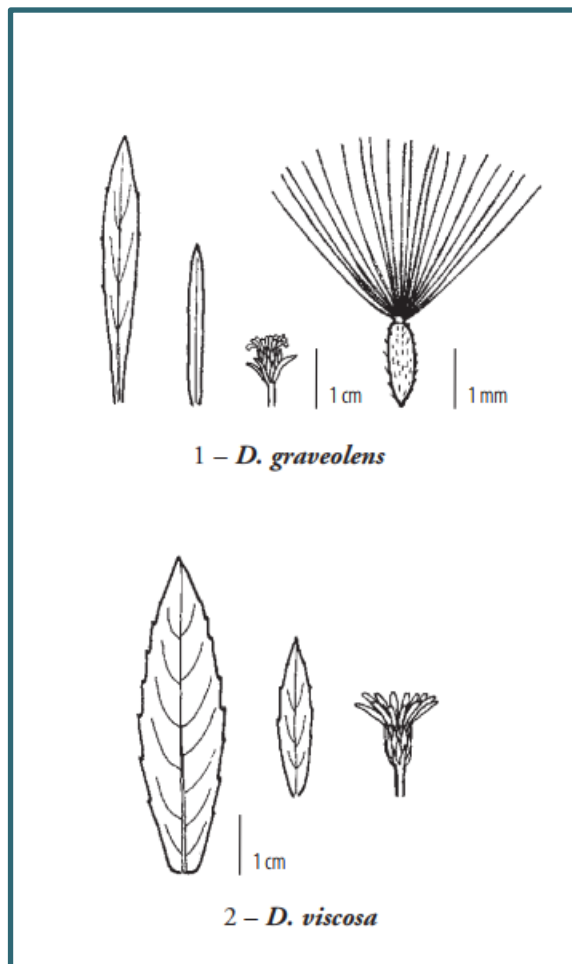 1 cm
1 mm
1 – D. graveolens
1 cm
2 – D. viscosa